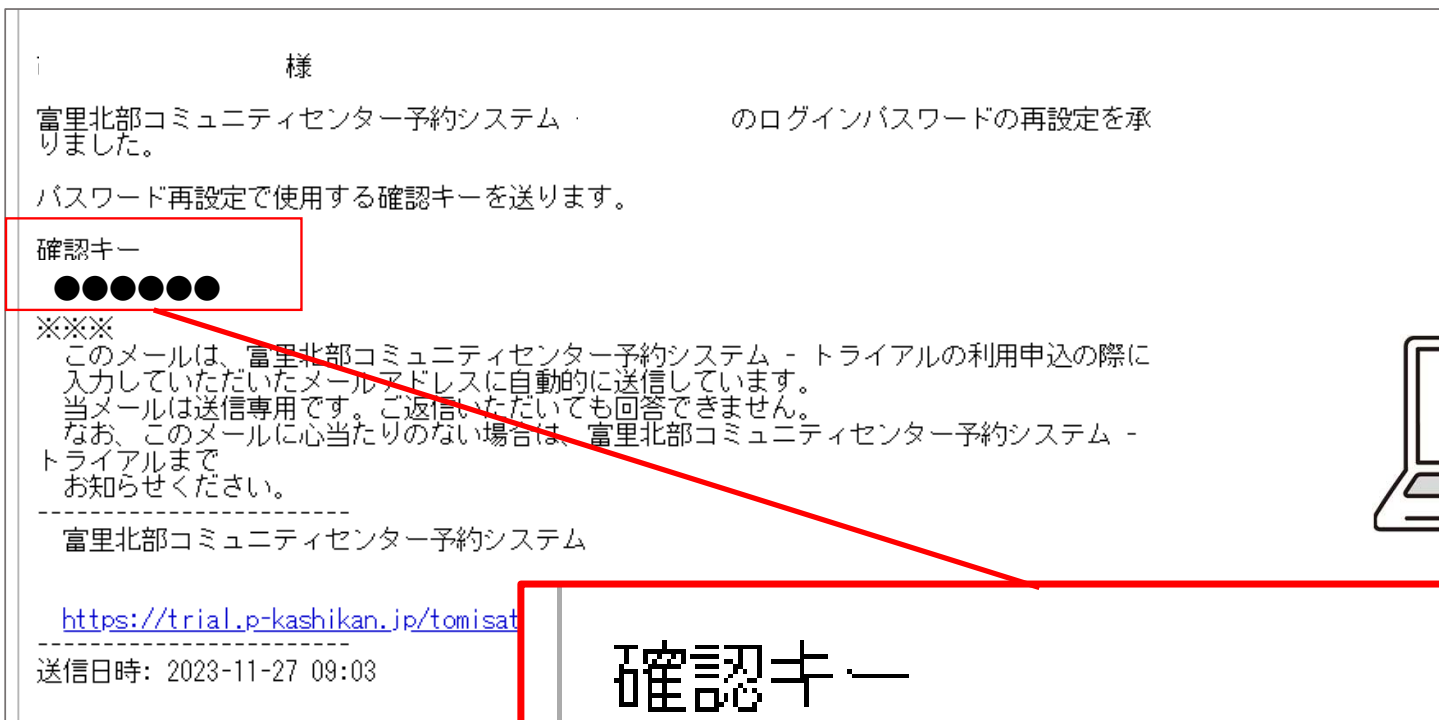 様
富里北部コミュニティセンター予約システム -
のログインパスワードの再設定を承
りました。
パスワード再設定で使用する確認キーを送ります。
確認キー
●●●●●●
※※※
このメールは、富里北部コミュニティセンター予約システム - トライアルの利用申込の際に
入力していただいたメールアドレスに自動的に送信しています。
当メールは送信専用です。ご返信いただいても回答できません。
なお、このメールに心当たりのない場合は、富里北部コミュニティセンター予約システム -
トライアルまで
お知らせください。
------------------------
富里北部コミュニティセンター予約システム
https://trial.p-kashikan.jp/tomisat
------------------------
送信日時: 2023-11-27 09:03
確認キー